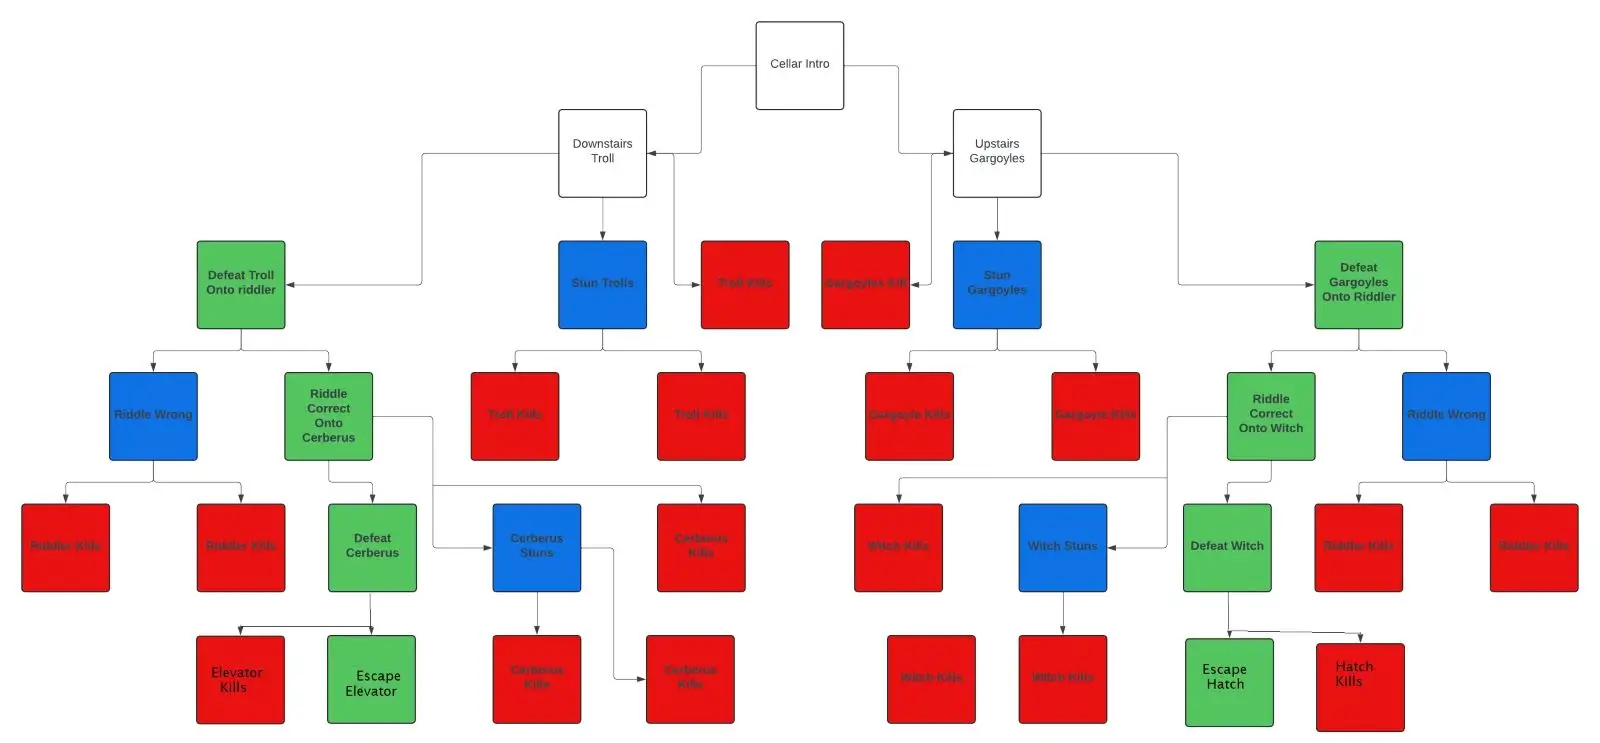 Cellar Intro
Downstairs
Troll
Upstairs
Gargoyles
Defeat Troll
Onto riddler
Stun Trolls
Troll Kills
Gargoyles Kill
Stun
Gargoyles
Defeat
Gargoyles
Onto Riddler
Riddle Wrong
Riddle
Correct
Onto
Cerberus
Troll Kills
Troll Kills
Gargoyle Kills
Gargoyle Kills
Riddle
Correct
Onto Witch
Riddle Wrong
Riddler Kills
Riddler Kills
Defeat
Cerberus
Cerberus
Stuns
Cerberus
Kills
Witch Kills
Witch Stuns
Defeat Witch
Riddler Kills
Riddler Kills
Elevator
Kills
Escape
Elevator
Cerberus
Kills
Cerberus
Kills
Witch Kills
Witch Kills
Escape
Hatch
Hatch
Kills